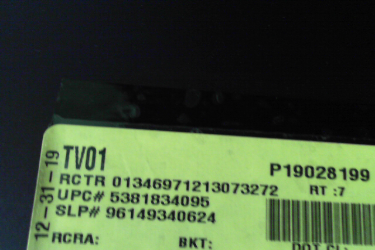 12-31-19
TV01
P19028199
RCTR 01346971213073272 RT :7
UPC# 5381834095
SLP# 96149340624
RCRA: BKT: